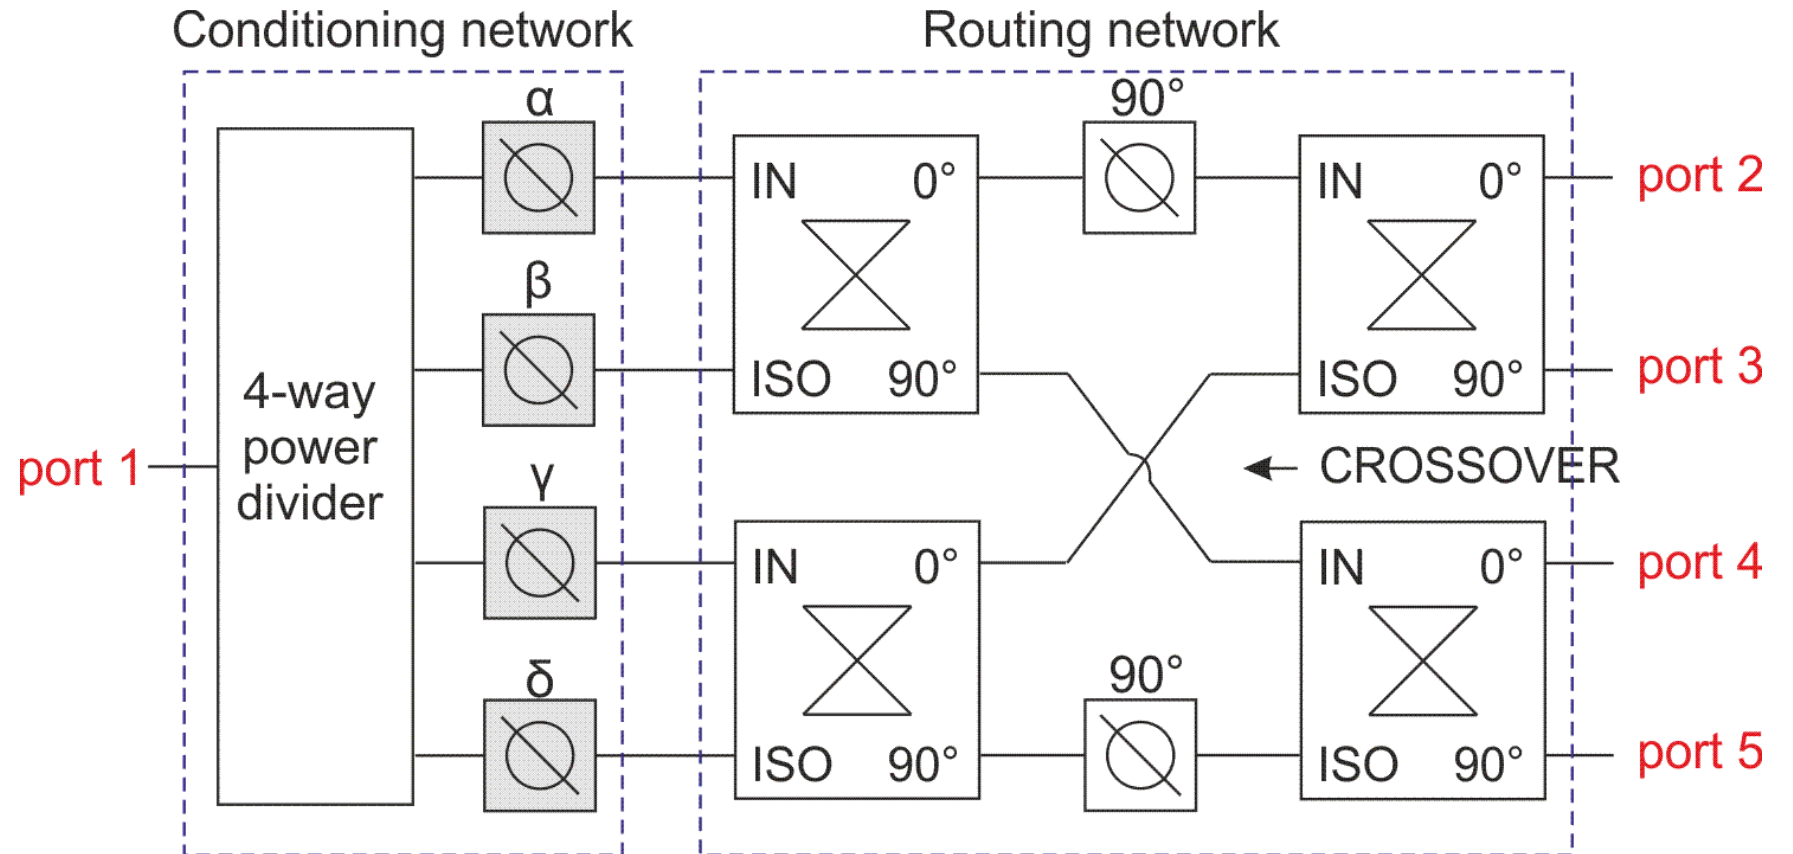 Conditioning network
Routing network
α
90°
IN 0°
IN 0°
port 2
β
ISO 90°
ISO 90°
port 3
4-way
power
divider
port 1
γ
CROSSOVER
IN 0°
IN 0°
port 4
δ
90°
ISO 90°
ISO 90°
port 5